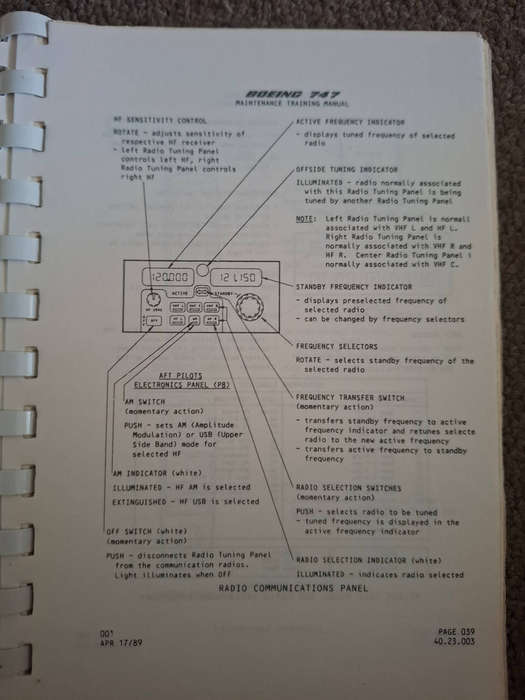 BOEING 747
MAINTENANCE TRAINING MANUAL
HF SENSITIVITY CONTROL
ROTATE - adjusts sensitivity of
respective HF receiver
- left Radio Tuning Panel
controls left HF, right
Radio Tuning Panel controls
right HF
ACTIVE FREQUENCY INDICATOR
- displays tuned frequency of selected
radio
OFFSIDE TUNING INDICATOR
ILLUMINATED - radio normally associated
with this Radio Tuning Panel is being
tuned by another Radio Tuning Panel
NOTE: Left Radio Tuning Panel is normall
associated with VHF L and HF L.
Right Radio Tuning Panel is
normally associated with VHF R and
HF R. Center Radio Tuning Panel i
normally associated with VHF C.
120.000
121.150
ACTIVE
STANDBY
HF SENS
OFF
AM
STANDBY FREQUENCY INDICATOR
- displays preselected frequency of
selected radio
- can be changed by frequency selectors
FREQUENCY SELECTORS
ROTATE - selects standby frequency of the
selected radio
AFT PILOTS
ELECTRONICS PANEL (P8)
AM SWITCH
(momentary action)
PUSH - sets AM (Amplitude
Modulation) or USB (Upper
Side Band) mode for
selected HF
FREQUENCY TRANSFER SWITCH
(momentary action)
- transfers standby frequency to active
frequency indicator and retunes selecte
radio to the new active frequency
- transfers active frequency to standby
frequency
AM INDICATOR (white)
ILLUMINATED - HF AM is selected
EXTINGUISHED - HF USB is selected
RADIO SELECTION SWITCHES
(momentary action)
PUSH - selects radio to be tuned
- tuned frequency is displayed in the
active frequency indicator
OFF SWITCH (white)
(momentary action)
PUSH - disconnects Radio Tuning Panel
from the communication radios.
Light illuminates when OFF
RADIO SELECTION INDICATOR (white)
ILLUMINATED - indicates radio selected
RADIO COMMUNICATIONS PANEL
001
APR 17/89
PAGE 039
40.23.003